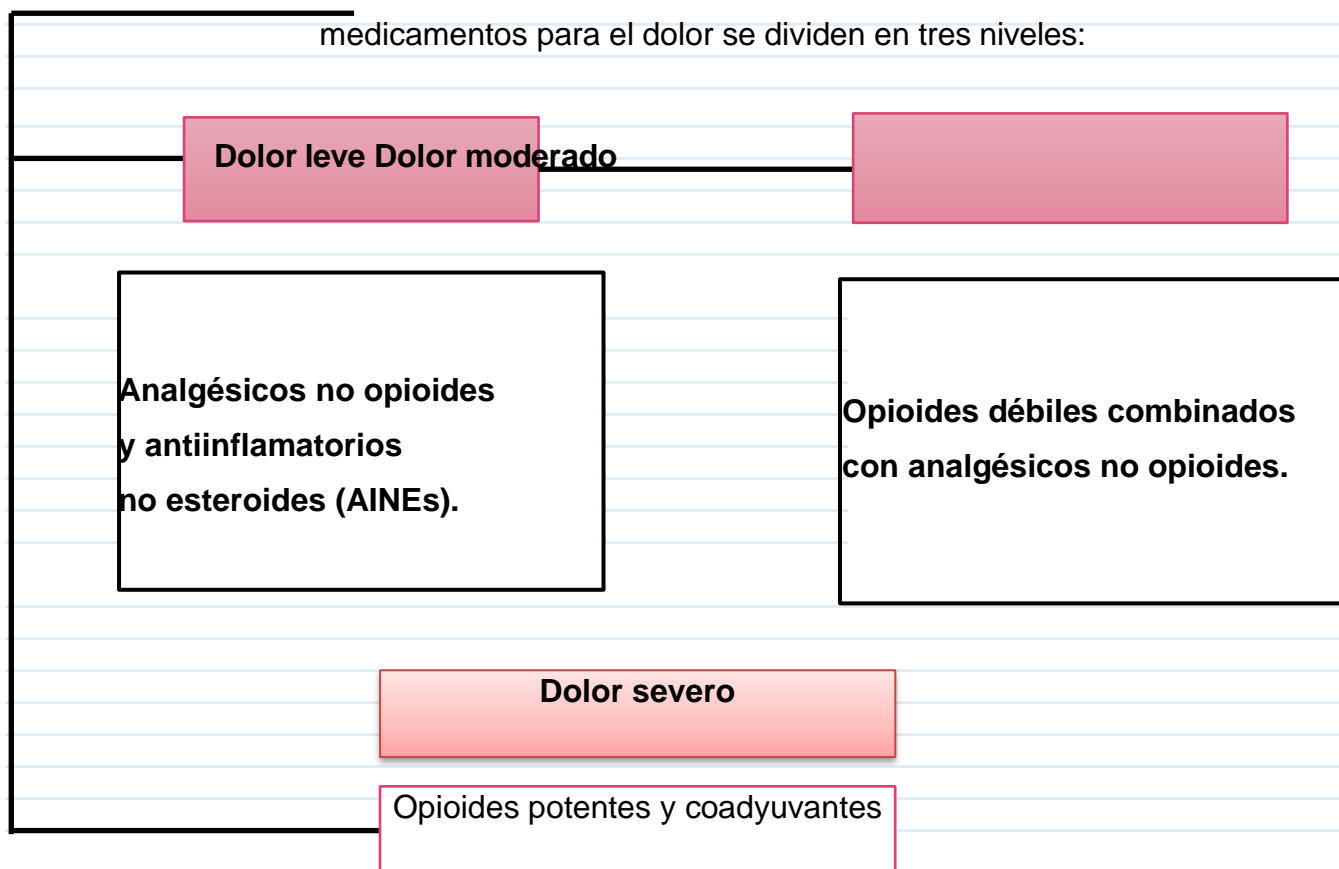 medicamentos para el dolor se dividen en tres niveles:
Dolor leve Dolor moderado
Analgésicos no opioides
y antiinflamatorios
no esteroides (AINEs).
Opioides débiles combinados
con analgésicos no opioides.
Dolor severo
Opioides potentes y coadyuvantes